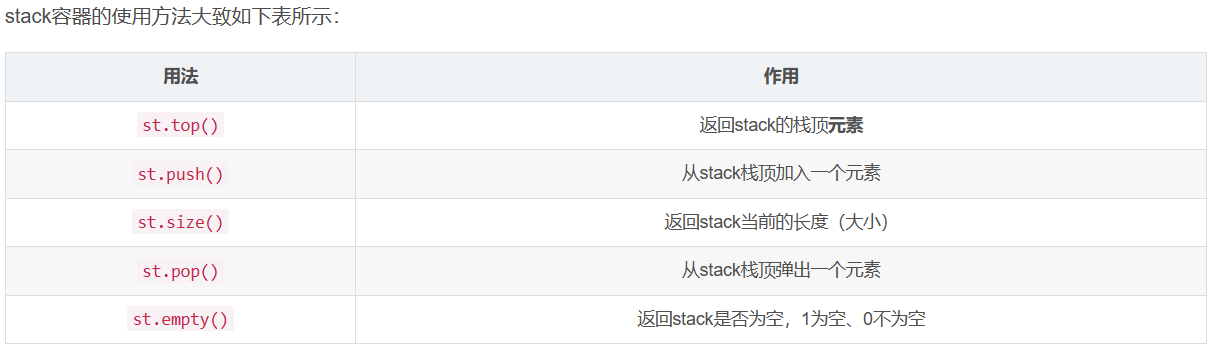 stack容器的使用方法大致如下表所示：
用法 作用
st.top() 返回stack的栈顶元素
st.push() 从stack栈顶加入一个元素
st.size() 返回stack当前的长度（大小）
st.pop() 从stack栈顶弹出一个元素
st.empty() 返回stack是否为空，1为空、0不为空